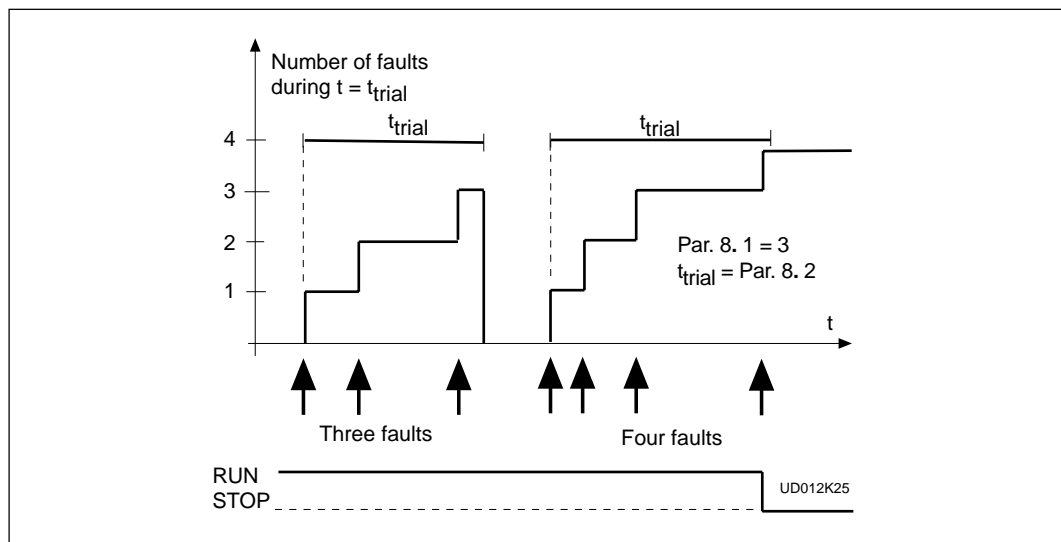 Number of faults
during t = t_trial
t_trial
t_trial
4
3
2
1
Par. 8. 1 = 3
t_trial = Par. 8. 2
t
Three faults
Four faults
RUN
STOP
UD012K25